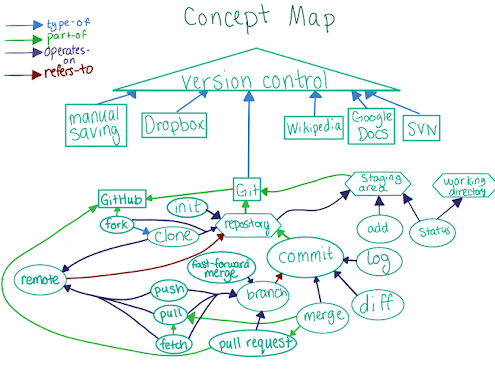 Concept Map
type-of
part-of
operates-
on
refers-to
version control
manual
saving
Dropbox
Wikipedia
Google
Docs
SVN
GitHub
Git
staging
area
working
directory
init
fork
clone
repository
add
status
remote
fast-forward
merge
commit
log
push
branch
pull
merge
diff
fetch
pull request